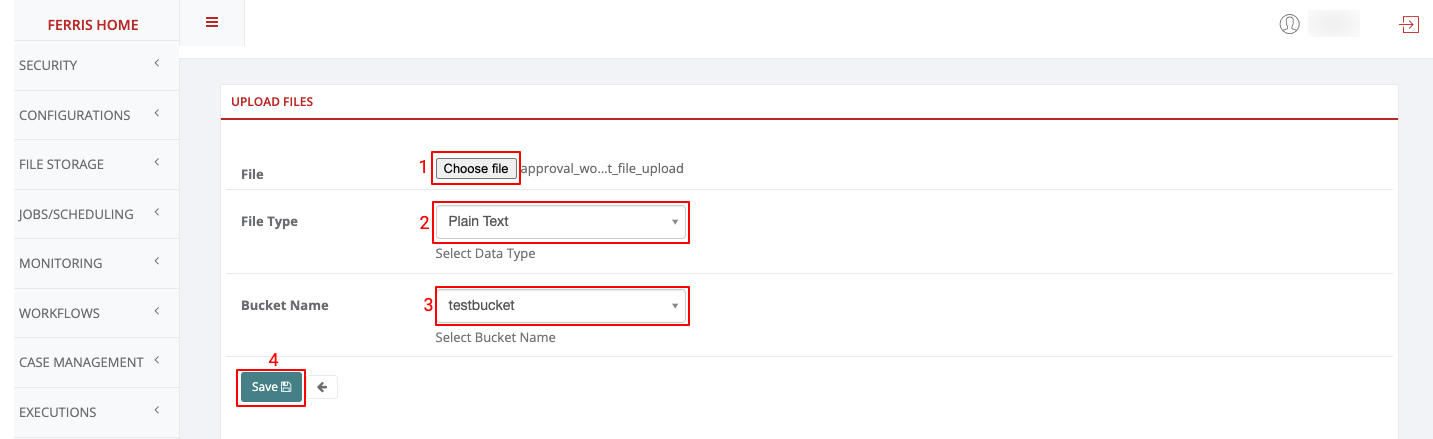 FERRIS HOME
SECURITY
CONFIGURATIONS
FILE STORAGE
JOBS/SCHEDULING
MONITORING
WORKFLOWS
CASE MANAGEMENT
EXECUTIONS
UPLOAD FILES
File
1
Choose file approval_wo...t_file_upload
File Type
2
Plain Text
Select Data Type
Bucket Name
3
testbucket
Select Bucket Name
4
Save